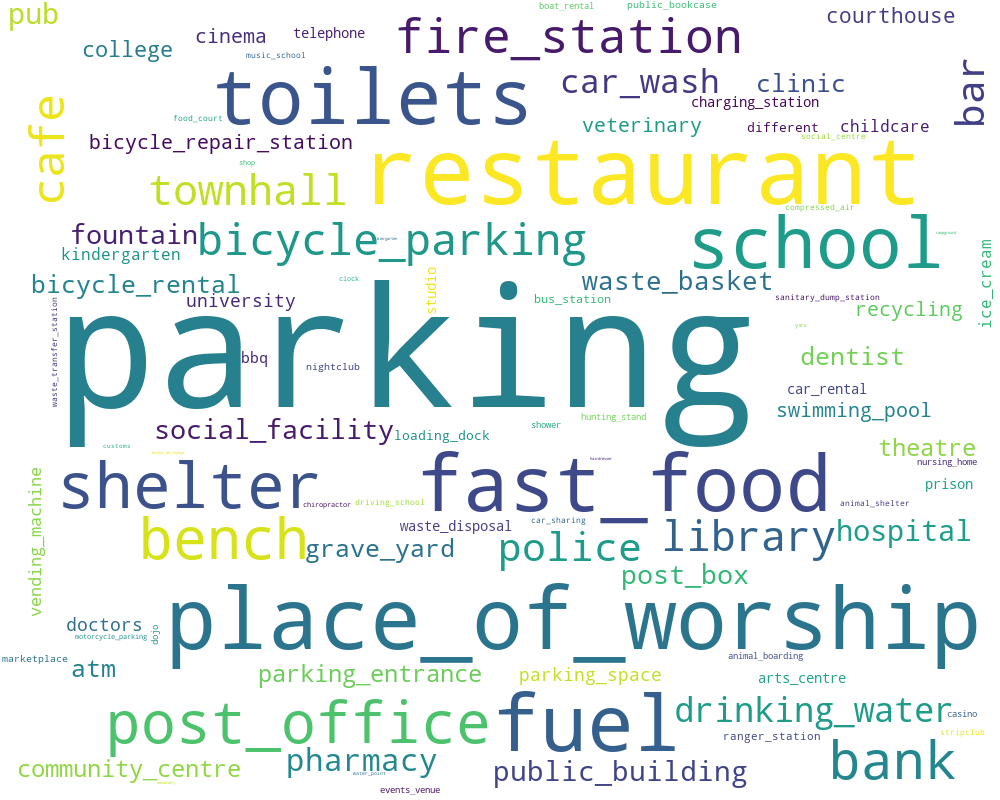 pub
boat_rental
public_bookcase
courthouse
cinema
telephone
fire_station
college
music_school
toilets
car_wash
clinic
bar
cafe
charging_station
food_court
veterinary
different
childcare
bicycle_repair_station
social_centre
shop
restaurant
townhall
compressed_air
fountain
bicycle_parking
school
kindergarten
ice_cream
bicycle_rental
clock
studio
waste_basket
university
bus_station
sanitary_dump_station
recycling
waste_transfer_station
parking
yes
bbq
nightclub
dentist
car_rental
swimming_pool
hunting_stand
social_facility
loading_dock
shower
customs
theatre
nursing_home
shelter
fast_food
prison
vending_machine
chiropractor
driving_school
animal_shelter
bench
waste_disposal
car_sharing
library
hospital
grave_yard
police
post_box
place_of_worship
doctors
motorcycle_parking
dojo
marketplace
atm
animal_boarding
parking_entrance
parking_space
arts_centre
post_office
fuel
drinking_water
casino
ranger_station
stripclub
community_centre
pharmacy
water_point
public_building
bank
events_venue